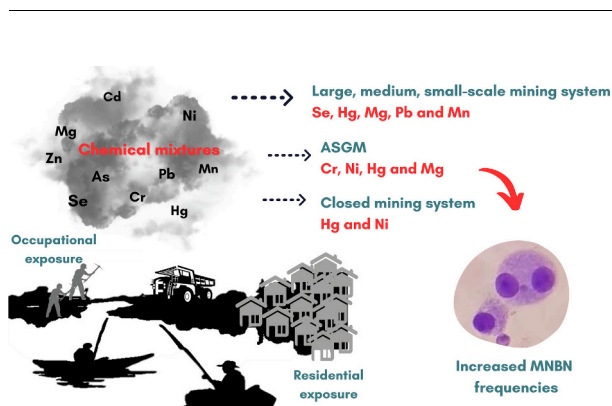 Cd
Ni
Mg
Chemical mixtures
Zn
As
Pb
Mn
Se
Cr
Hg
Large, medium, small-scale mining system
Se, Hg, Mg, Pb and Mn
ASGM
Cr, Ni, Hg and Mg
Closed mining system
Hg and Ni
Occupational
exposure
Residential
exposure
Increased MNBN
frequencies